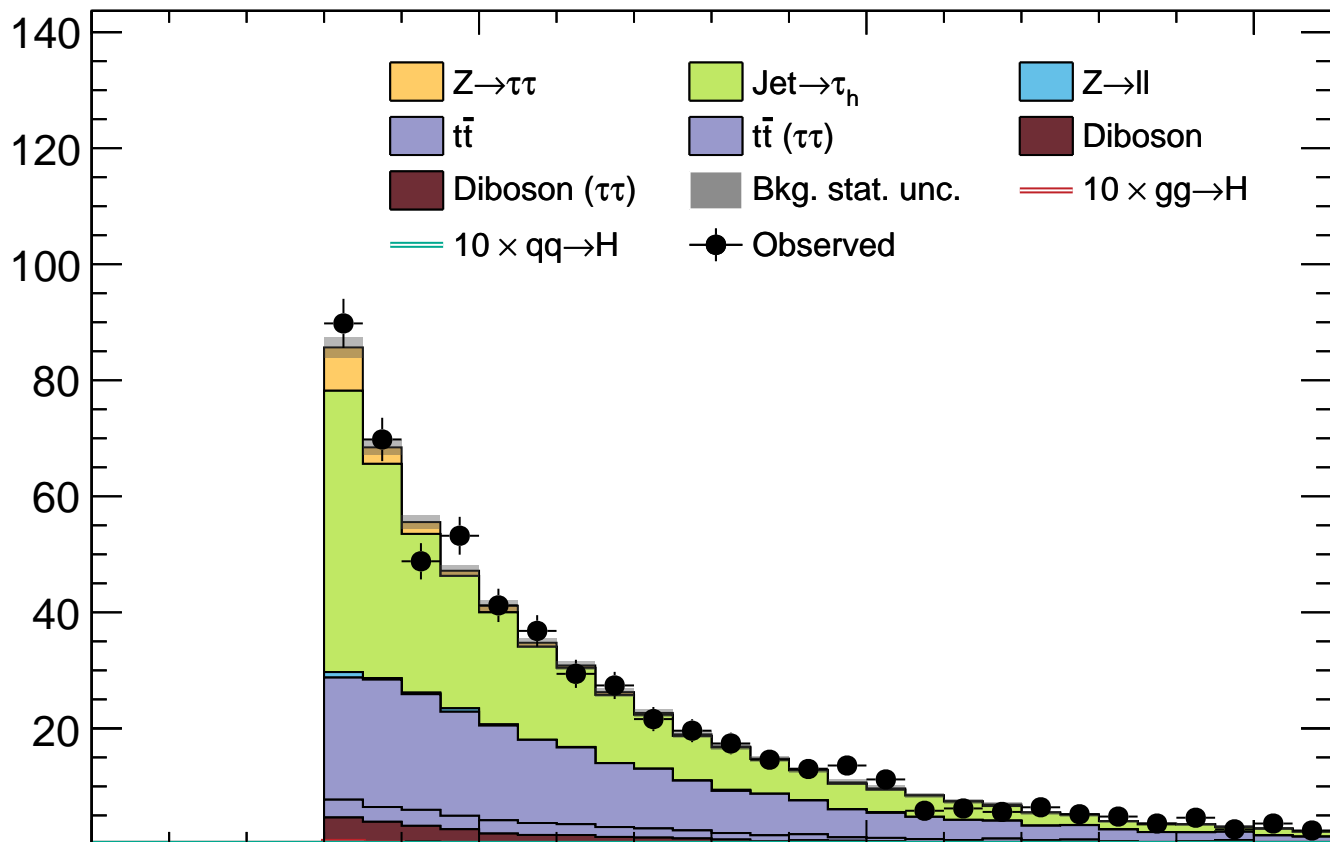 140
120
100
80
60
40
20
Z→ττ Jet→τ_h Z→ll
tt̄ tt̄ (ττ) Diboson
Diboson (ττ) Bkg. stat. unc. 10 × gg→H
10 × qq→H Observed